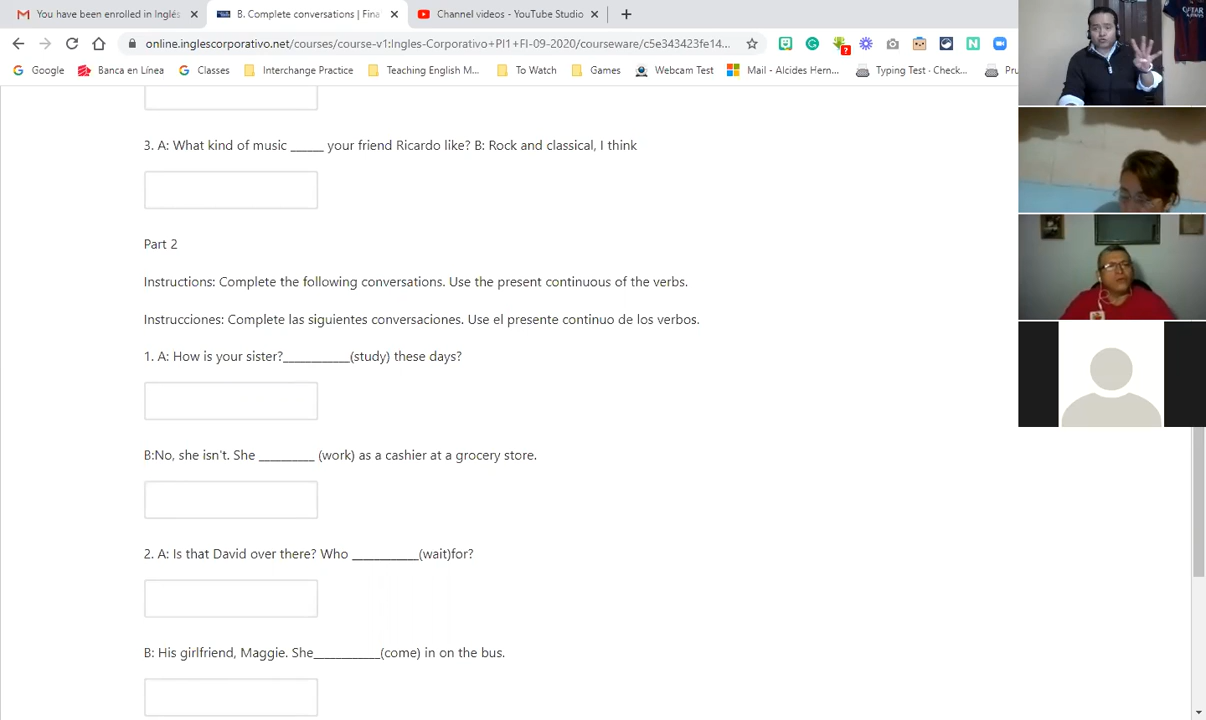 You have been enrolled in Inglés
B. Complete conversations | Fina
Channel videos - YouTube Studio
online.inglescorporativo.net/courses/course-v1:Ingles-Corporativo+PI1+FI-09-2020/courseware/c5e343423fe14...
Google
Banca en Línea
Classes
Interchange Practice
Teaching English M...
To Watch
Games
Webcam Test
Mail - Alcides Hern...
Typing Test · Check...
Pru
3. A: What kind of music ______ your friend Ricardo like? B: Rock and classical, I think
Part 2
Instructions: Complete the following conversations. Use the present continuous of the verbs.
Instrucciones: Complete las siguientes conversaciones. Use el presente continuo de los verbos.
1. A: How is your sister?____________(study) these days?
B:No, she isn't. She __________ (work) as a cashier at a grocery store.
2. A: Is that David over there? Who ____________(wait)for?
B: His girlfriend, Maggie. She____________(come) in on the bus.